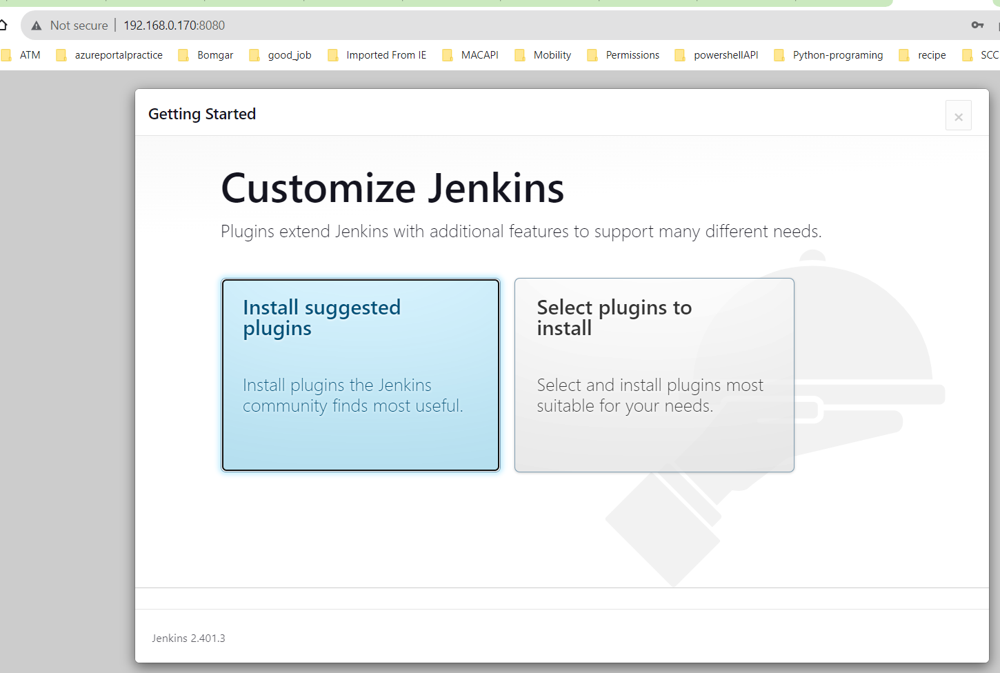 Not secure | 192.168.0.170:8080
ATM azureportalpractice Bomgar good_job Imported From IE MACAPI Mobility Permissions powershellAPI Python-programing recipe SCC
Getting Started
Customize Jenkins
Plugins extend Jenkins with additional features to support many different needs.
Install suggested
plugins
Install plugins the Jenkins
community finds most useful.
Select plugins to
install
Select and install plugins most
suitable for your needs.
Jenkins 2.401.3